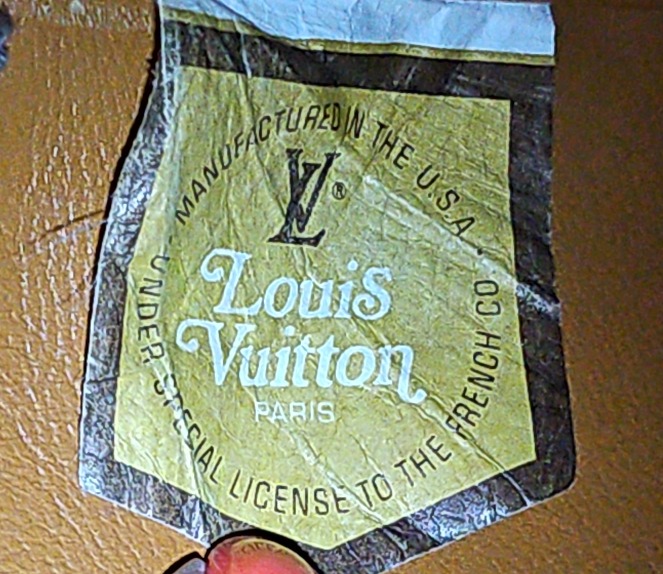 MANUFACTURED IN THE U.S.A.
LV®
Louis
Vuitton
PARIS
UNDER SPECIAL LICENSE TO THE FRENCH CO